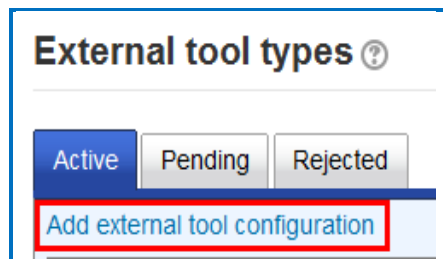 External tool types ?
Active Pending Rejected
Add external tool configuration